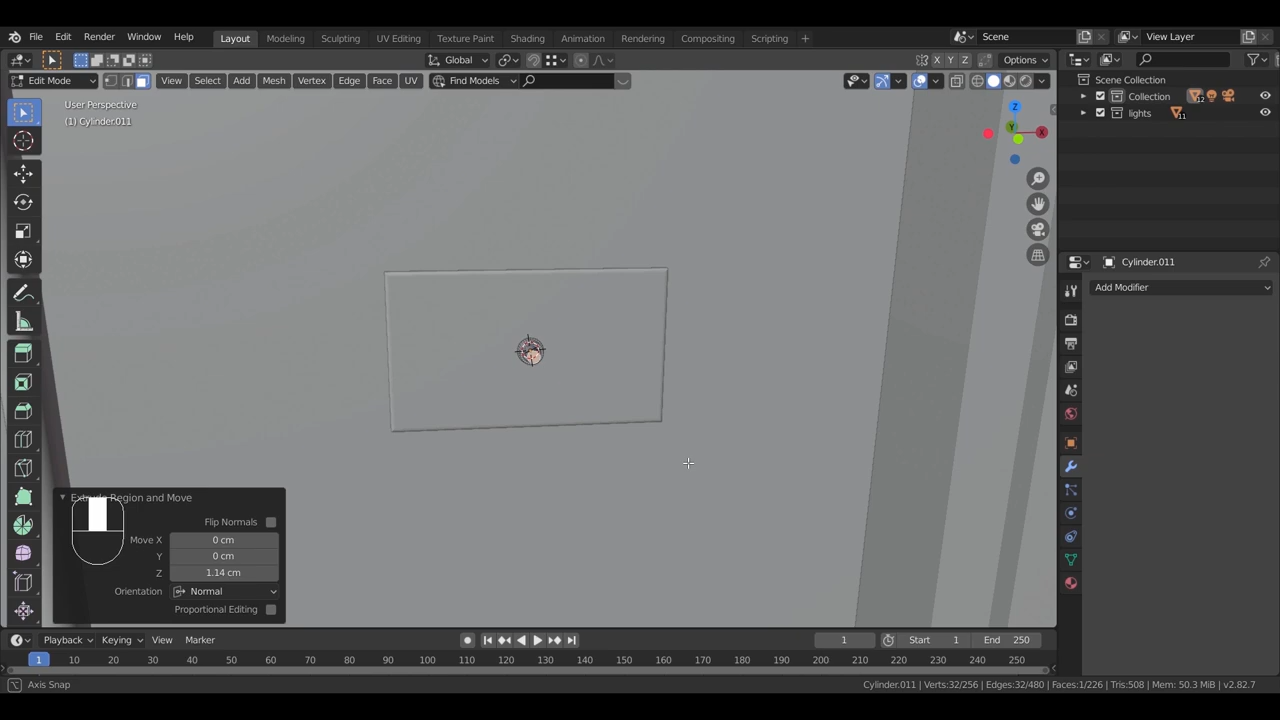 File Edit Render Window Help Layout Modeling Sculpting UV Editing Texture Paint Shading Animation Rendering Compositing Scripting + Scene View Layer
Global Options
X Y Z
Edit Mode View Select Add Mesh Vertex Edge Face UV Find Models
Scene Collection
Collection 12
lights 11
User Perspective
(1) Cylinder.011
Z
Y
X
Cylinder.011
Add Modifier
Extrude Region and Move
Flip Normals
Move X 0 cm
Y 0 cm
Z 1.14 cm
Orientation Normal
Proportional Editing
Playback Keying View Marker 1 Start 1 End 250
1 10 20 30 40 50 60 70 80 90 100 110 120 130 140 150 160 170 180 190 200 210 220 230 240 250
Axis Snap Cylinder.011 | Verts:32/256 | Edges:32/480 | Faces:1/226 | Tris:508 | Mem: 50.3 MiB | v2.82.7